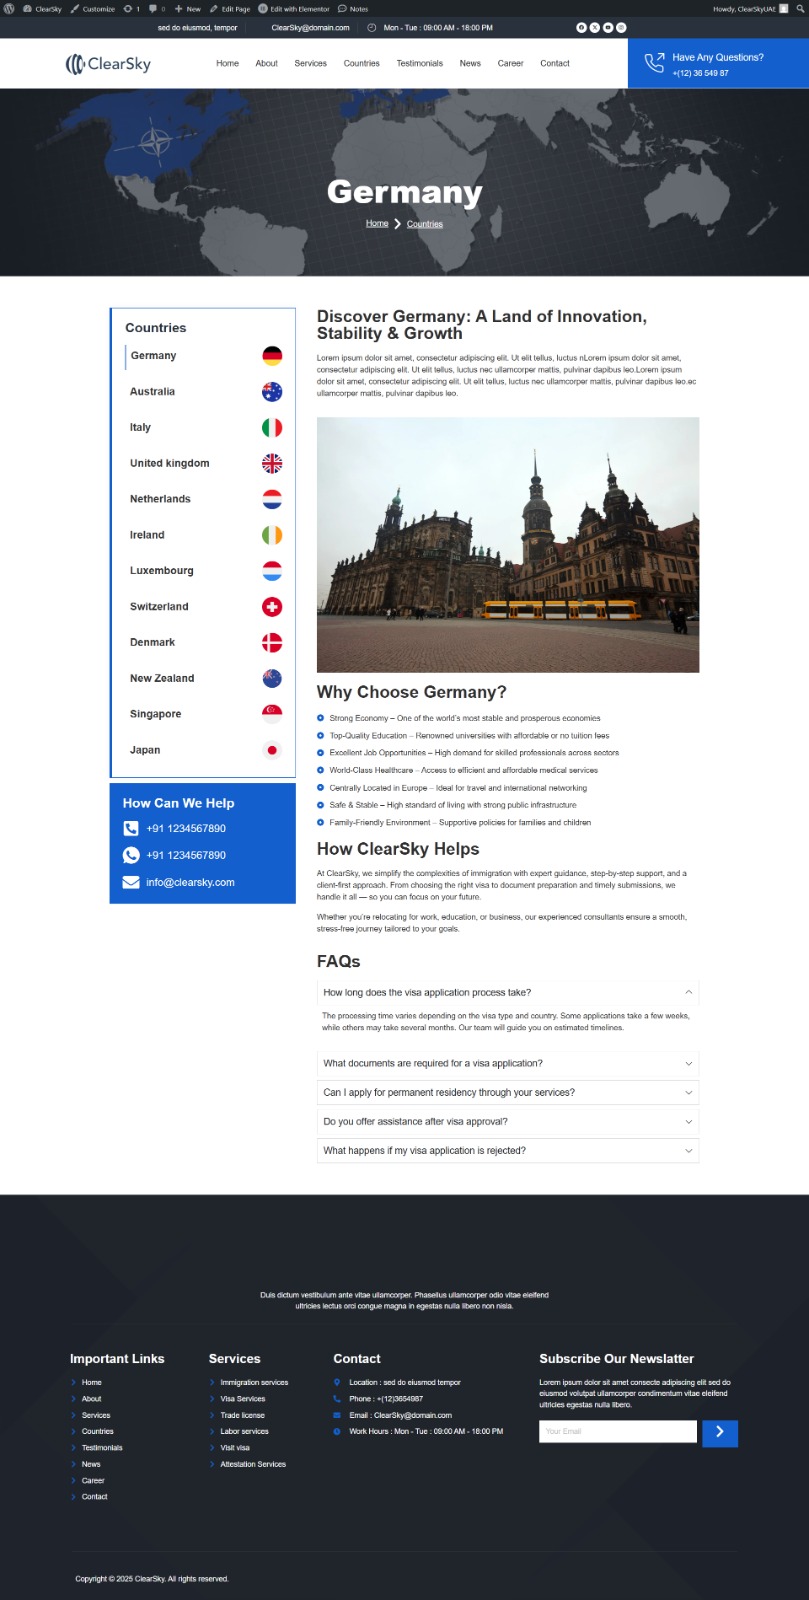 ClearSky Customize 1 0 New Edit Page Edit with Elementor Notes Howdy, ClearSkyUAE
sed do eiusmod, tempor ClearSky@domain.com Mon - Tue : 09:00 AM - 18:00 PM
ClearSky
Home About Services Countries Testimonials News Career Contact
Have Any Questions?
+(12) 36 549 87
Germany
Home Countries
Countries
Germany
Australia
Italy
United kingdom
Netherlands
Ireland
Luxembourg
Switzerland
Denmark
New Zealand
Singapore
Japan
How Can We Help
+91 1234567890
+91 1234567890
info@clearsky.com
Discover Germany: A Land of Innovation,
Stability & Growth
Lorem ipsum dolor sit amet, consectetur adipiscing elit. Ut elit tellus, luctus nLorem ipsum dolor sit amet,
consectetur adipiscing elit. Ut elit tellus, luctus nec ullamcorper mattis, pulvinar dapibus leo.Lorem ipsum
dolor sit amet, consectetur adipiscing elit. Ut elit tellus, luctus nec ullamcorper mattis, pulvinar dapibus leo.ec
ullamcorper mattis, pulvinar dapibus leo.
Why Choose Germany?
Strong Economy – One of the world's most stable and prosperous economies
Top-Quality Education – Renowned universities with affordable or no tuition fees
Excellent Job Opportunities – High demand for skilled professionals across sectors
World-Class Healthcare – Access to efficient and affordable medical services
Centrally Located in Europe – Ideal for travel and international networking
Safe & Stable – High standard of living with strong public infrastructure
Family-Friendly Environment – Supportive policies for families and children
How ClearSky Helps
At ClearSky, we simplify the complexities of immigration with expert guidance, step-by-step support, and a
client-first approach. From choosing the right visa to document preparation and timely submissions, we
handle it all — so you can focus on your future.
Whether you're relocating for work, education, or business, our experienced consultants ensure a smooth,
stress-free journey tailored to your goals.
FAQs
How long does the visa application process take?
The processing time varies depending on the visa type and country. Some applications take a few weeks,
while others may take several months. Our team will guide you on estimated timelines.
What documents are required for a visa application?
Can I apply for permanent residency through your services?
Do you offer assistance after visa approval?
What happens if my visa application is rejected?
Duis dictum vestibulum ante vitae ullamcorper. Phasellus ullamcorper odio vitae eleifend
ultricies lectus orci congue magna in egestas nulla libero non nisia.
Important Links
Home
About
Services
Countries
Testimonials
News
Career
Contact
Services
Immigration services
Visa Services
Trade license
Labor services
Visit visa
Attestation Services
Contact
Location : sed do eiusmod tempor
Phone : +(12)3654987
Email : ClearSky@domain.com
Work Hours : Mon - Tue : 09:00 AM - 18:00 PM
Subscribe Our Newslatter
Lorem ipsum dolor sit amet consecte adipiscing elit sed do
eiusmod volutpat ullamcorper condimentum vitae eleifend
ultricies egestas nulla libero.
Your Email
Copyright © 2025 ClearSky. All rights reserved.